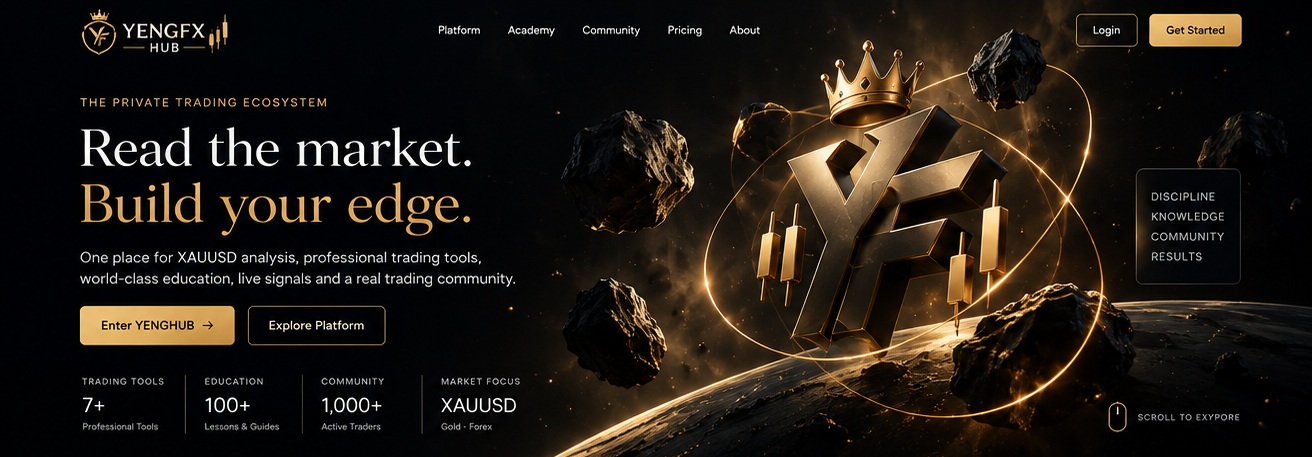 YENGFX
HUB
Platform
Academy
Community
Pricing
About
Login
Get Started
THE PRIVATE TRADING ECOSYSTEM
Read the market.
Build your edge.
One place for XAUUSD analysis, professional trading tools,
world-class education, live signals and a real trading community.
Enter YENGHUB →
Explore Platform
TRADING TOOLS
7+
Professional Tools
EDUCATION
100+
Lessons & Guides
COMMUNITY
1,000+
Active Traders
MARKET FOCUS
XAUUSD
Gold - Forex
YF
DISCIPLINE
KNOWLEDGE
COMMUNITY
RESULTS
SCROLL TO EXYPORE